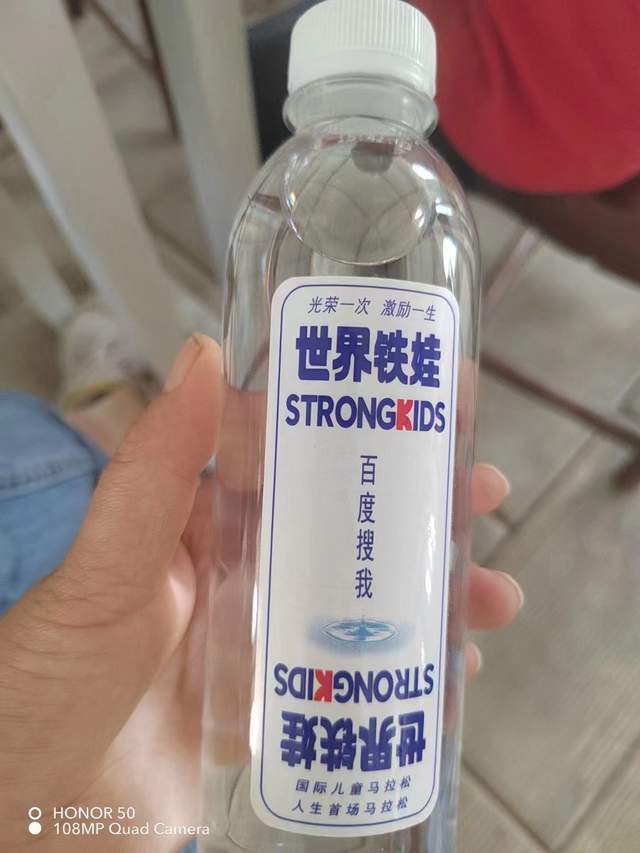 光荣一次 激励一生
世界铁娃
STRONGKIDS
百度搜我
STRONGKIDS
世界铁娃
国际儿童马拉松
人生首场马拉松
HONOR 50
108MP Quad Camera